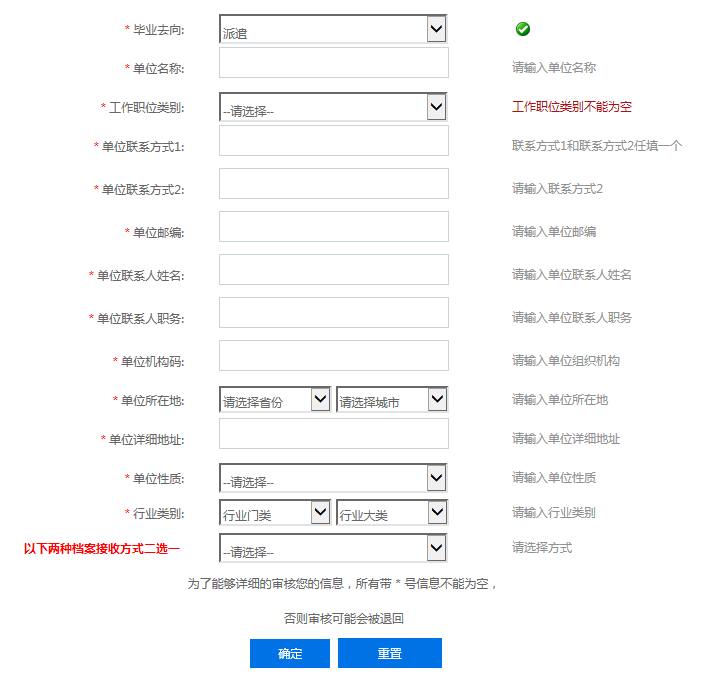 * 毕业去向: 派遣
* 单位名称: 请输入单位名称
* 工作职位类别: --请选择-- 工作职位类别不能为空
* 单位联系方式1: 联系方式1和联系方式2任填一个
* 单位联系方式2: 请输入联系方式2
* 单位邮编: 请输入单位邮编
* 单位联系人姓名: 请输入单位联系人姓名
* 单位联系人职务: 请输入单位联系人职务
* 单位机构码: 请输入单位组织机构
* 单位所在地: 请选择省份 请选择城市 请输入单位所在地
* 单位详细地址: 请输入单位详细地址
* 单位性质: --请选择-- 请输入单位性质
* 行业类别: 行业门类 行业大类 请输入行业类别
以下两种档案接收方式二选一 --请选择-- 请选择方式
为了能够详细的审核您的信息，所有带 * 号信息不能为空，
否则审核可能会被退回
确定 重置